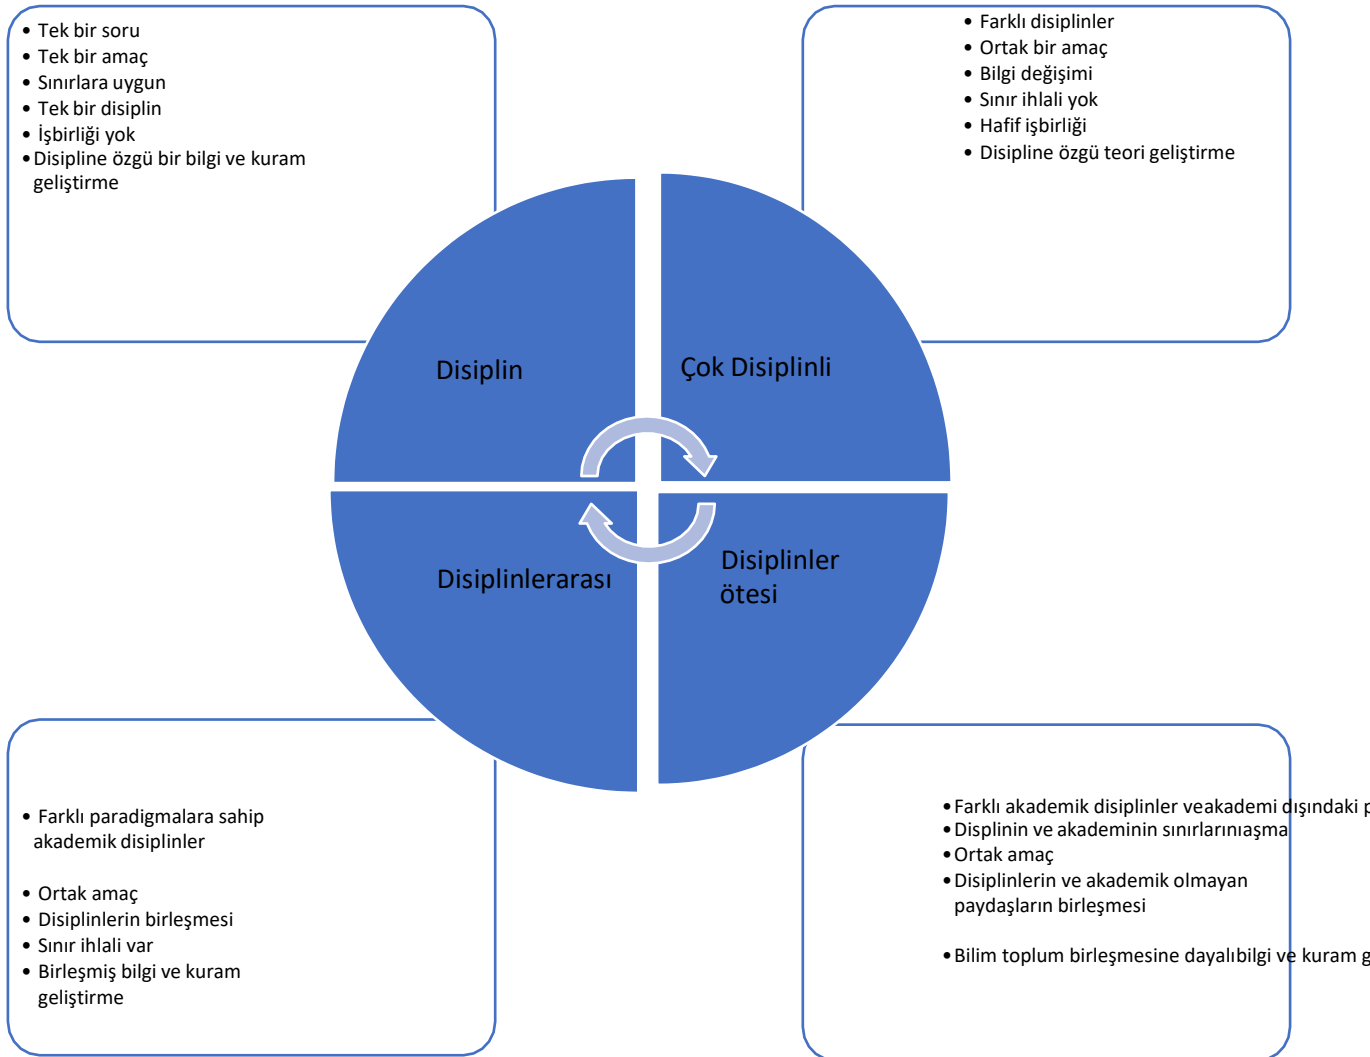 • Tek bir soru
• Tek bir amaç
• Sınırlara uygun
• Tek bir disiplin
• İşbirliği yok
• Disipline özgü bir bilgi ve kuram
geliştirme
• Farklı disiplinler
• Ortak bir amaç
• Bilgi değişimi
• Sınır ihlali yok
• Hafif işbirliği
• Disipline özgü teori geliştirme
Disiplin
Çok Disiplinli
Disiplinlerarası
Disiplinler
ötesi
• Farklı paradigmalara sahip
akademik disiplinler
• Ortak amaç
• Disiplinlerin birleşmesi
• Sınır ihlali var
• Birleşmiş bilgi ve kuram
geliştirme
• Farklı akademik disiplinler veakademi dışındaki
• Displinin ve akademinin sınırlarınıaşma
• Ortak amaç
• Disiplinlerin ve akademik olmayan
paydaşların birleşmesi
• Bilim toplum birleşmesine dayalıbilgi ve kuram